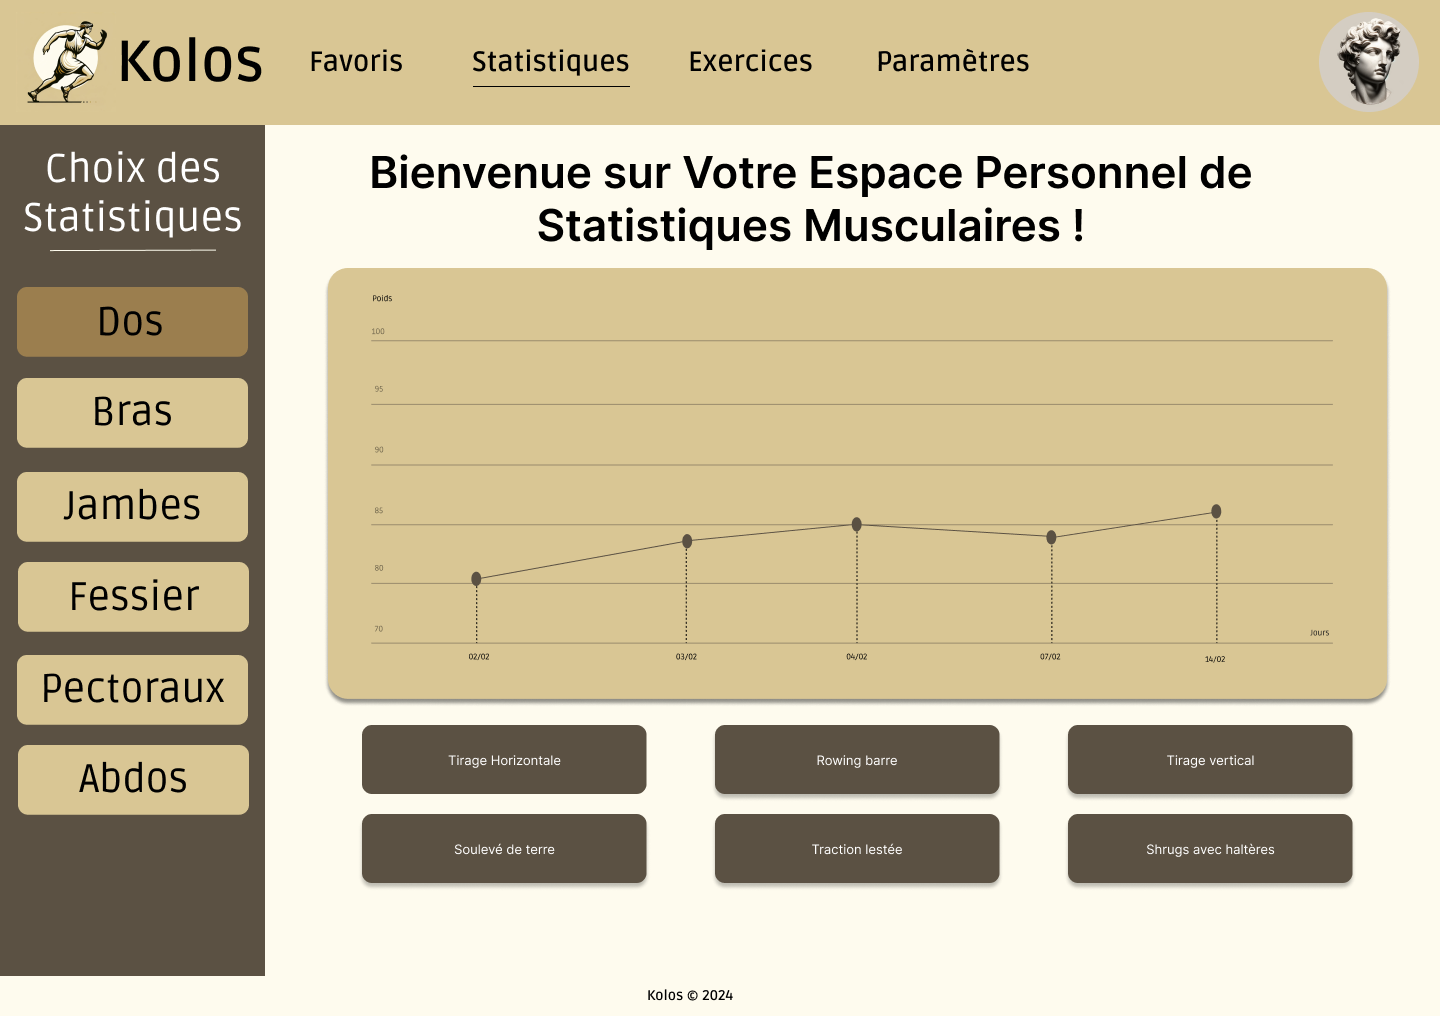 Kolos
Favoris
Statistiques
Exercices
Paramètres
Choix des
Statistiques
Dos
Bras
Jambes
Fessier
Pectoraux
Abdos
Bienvenue sur Votre Espace Personnel de
Statistiques Musculaires !
Poids
100
95
90
85
80
70
Jours
02/02
03/02
04/02
07/02
14/02
Tirage Horizontale
Rowing barre
Tirage vertical
Soulevé de terre
Traction lestée
Shrugs avec haltères
Kolos © 2024